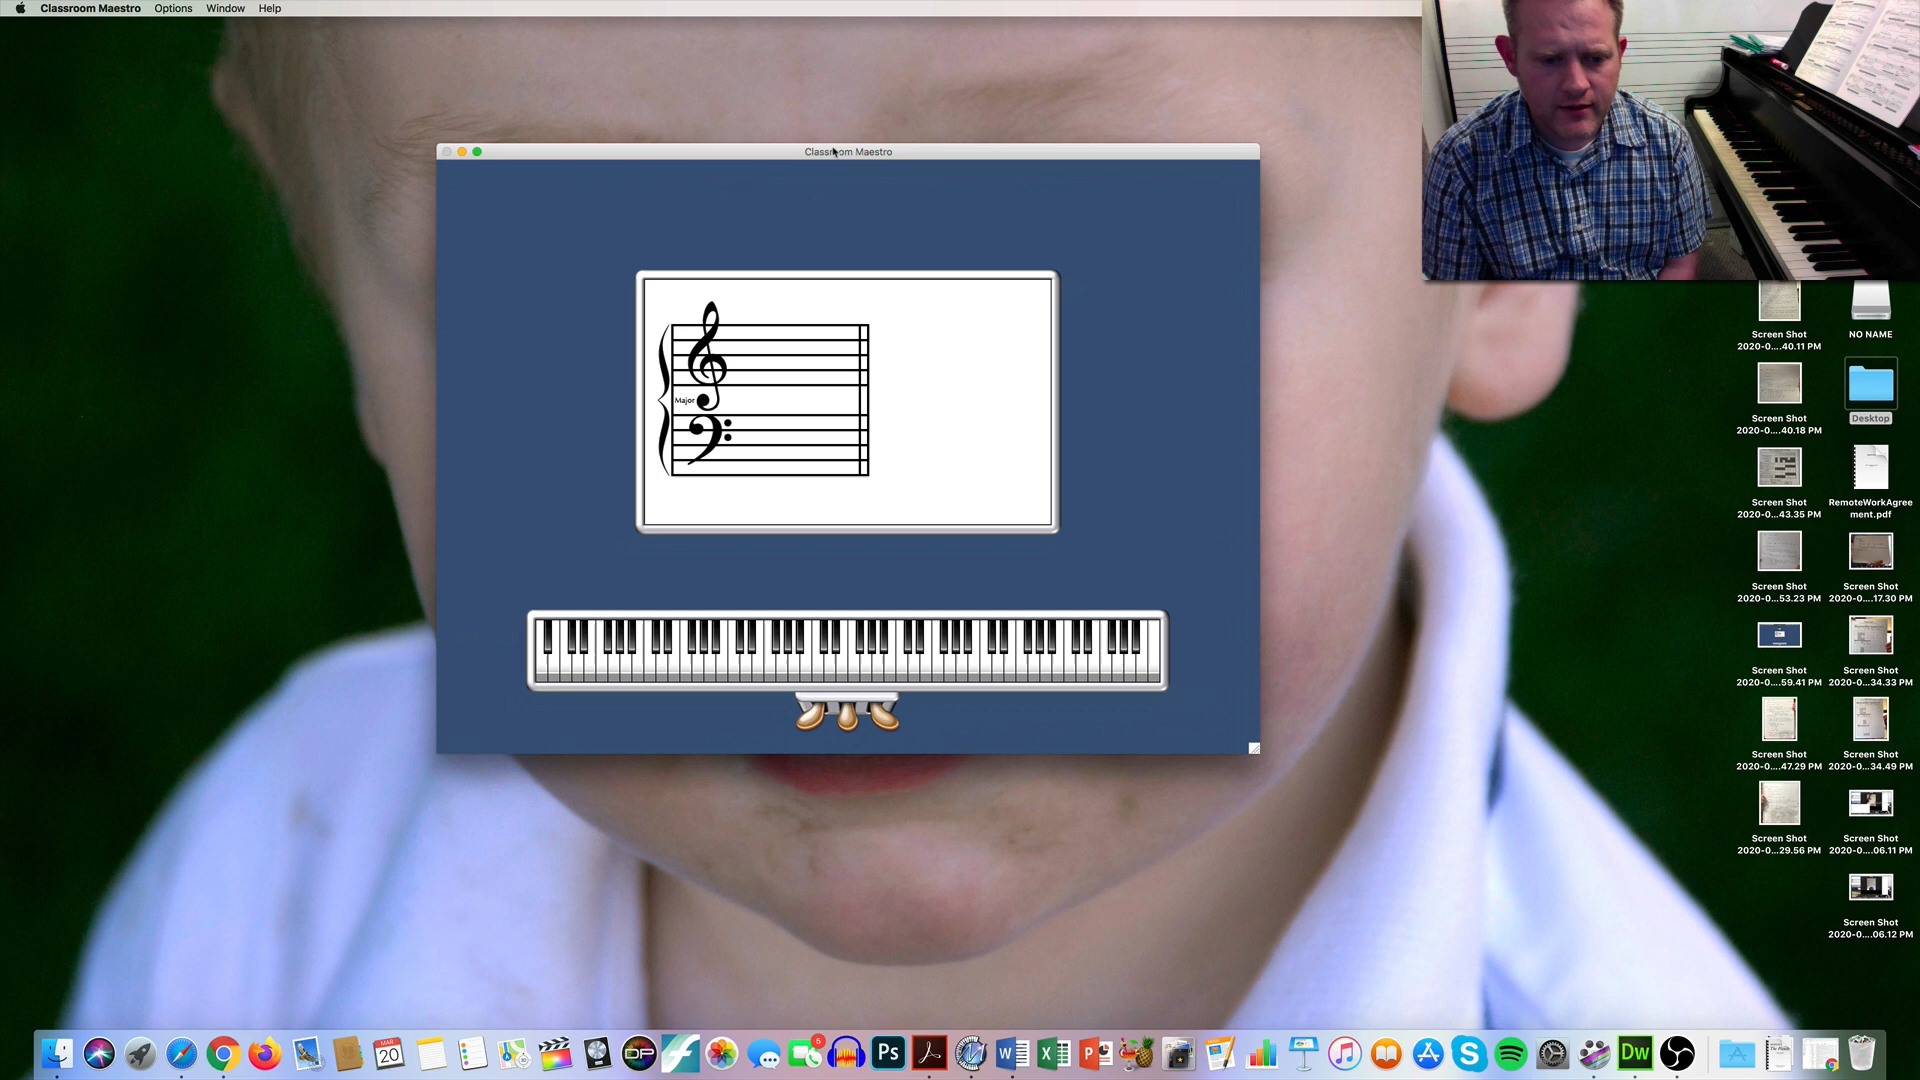 Classroom Maestro Options Window Help
Classroom Maestro
Major
Screen Shot
2020-0....40.11 PM
NO NAME
Screen Shot
2020-0....40.18 PM
Desktop
Screen Shot
2020-0...43.35 PM
RemoteWorkAgree
ment.pdf
Screen Shot
2020-0...53.23 PM
Screen Shot
2020-0....17.30 PM
Screen Shot
2020-0...59.41 PM
Screen Shot
2020-0...34.33 PM
Screen Shot
2020-0....47.29 PM
Screen Shot
2020-0...34.49 PM
Screen Shot
2020-0...29.56 PM
Screen Shot
2020-0....06.11 PM
Screen Shot
2020-0....06.12 PM
MAR
20
DP
5
Ps
W
X
P
S
Dw